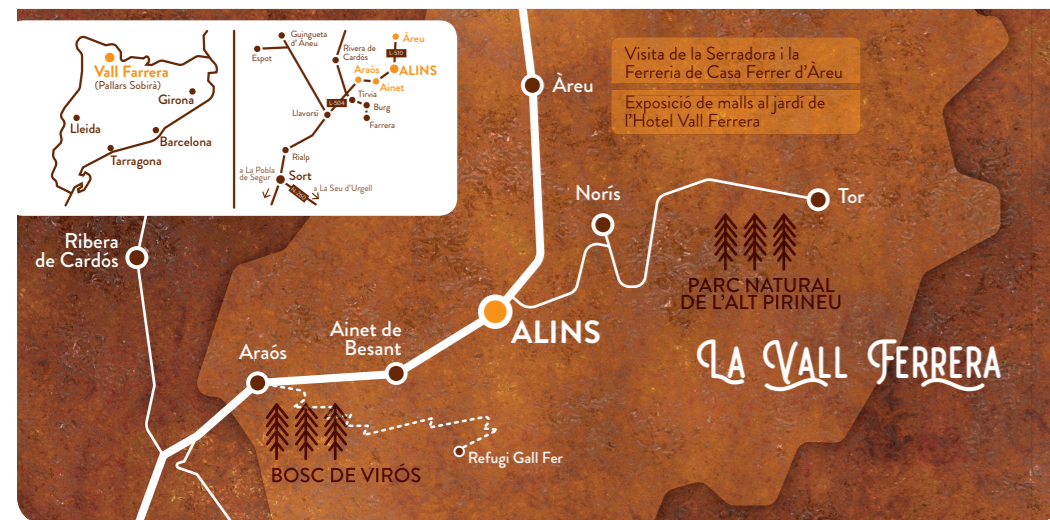 Vall Farrera
(Pallars Sobirà)
Girona
Lleida
Barcelona
Tarragona
Guingueta
d'Àneu
Espot
Rivera de
Cardós
Àreu
L-510
ALINS
Araòs
Ainet
L-504
Tírvia
Burg
Farrera
Llavorsí
Rialp
a La Pobla
de Segur
Sort
a La Seu d'Urgell
Visita de la Serradora i la
Ferreria de Casa Ferrer d'Àreu
Exposició de malls al jardí de
l'Hotel Vall Ferrera
Àreu
Norís
Tor
Ribera
de Cardós
PARC NATURAL
DE L'ALT PIRINEU
ALINS
Ainet de
Besant
Araós
LA VALL FERRERA
Refugi Gall Fer
BOSC DE VIRÓS